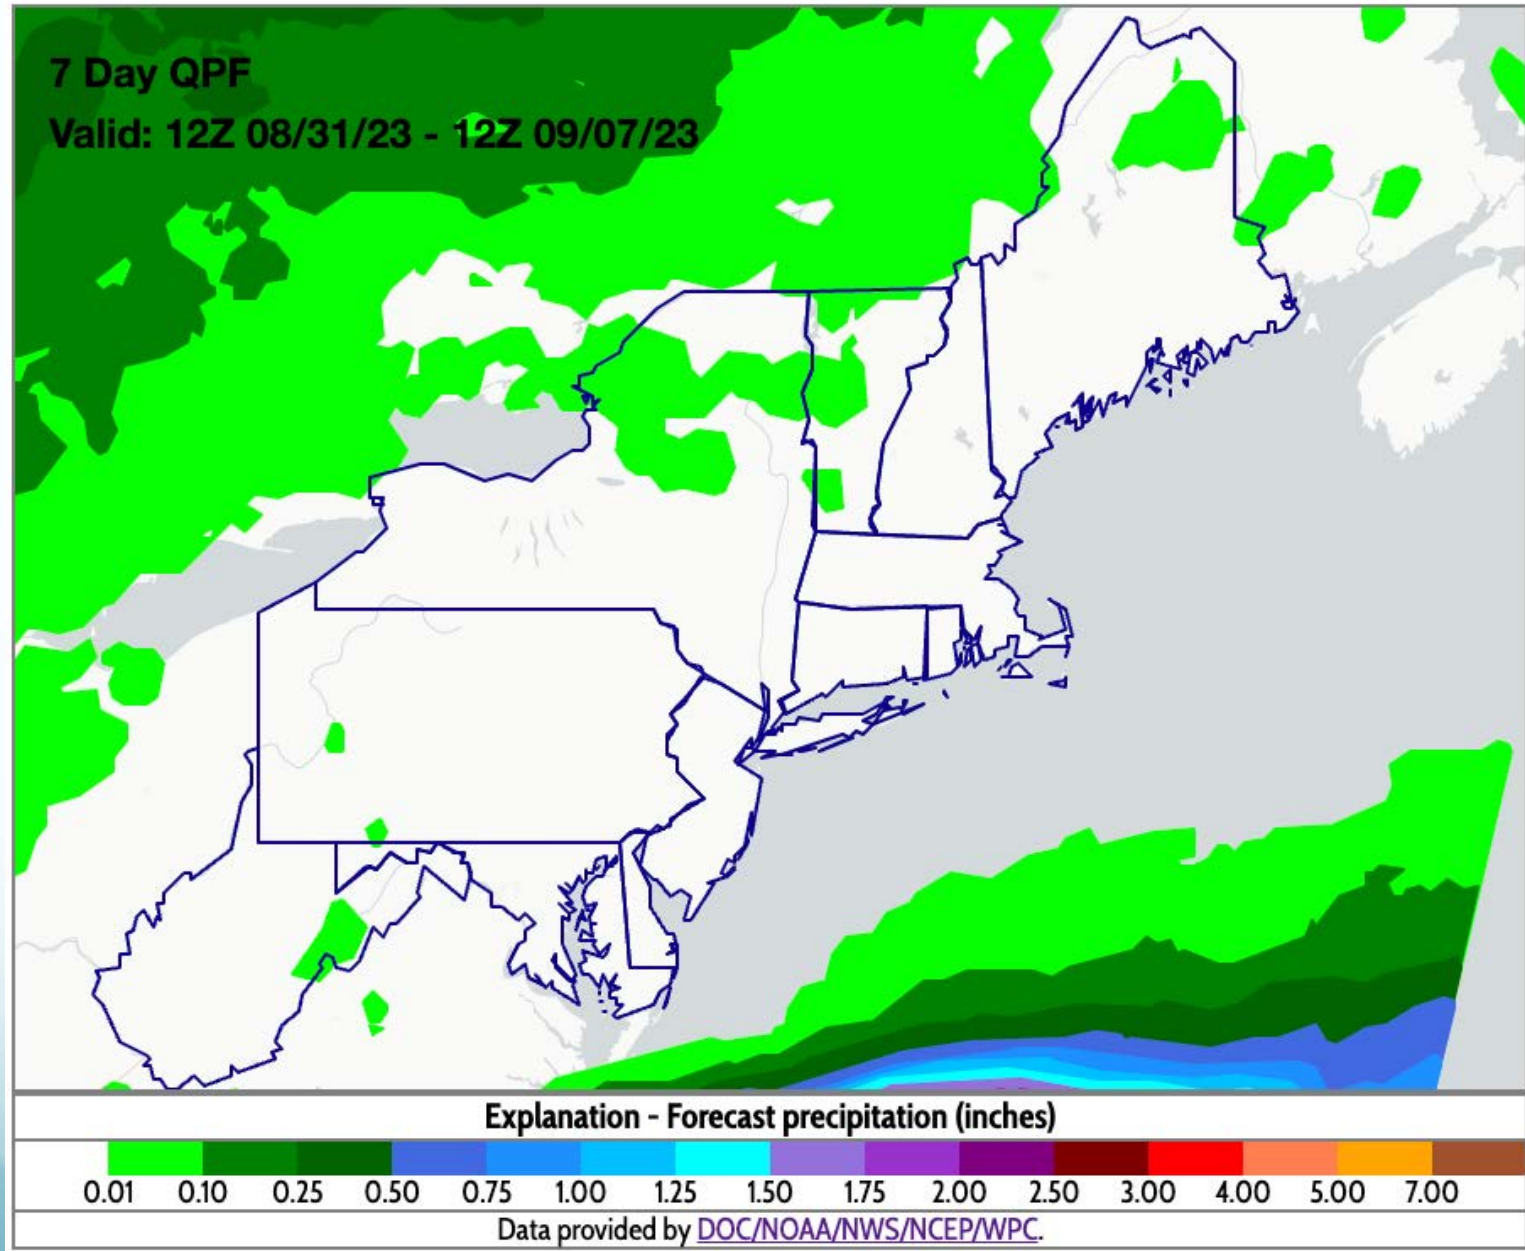 7 Day QPF
Valid: 12Z 08/31/23 - 12Z 09/07/23
Explanation - Forecast precipitation (inches)
0.01 0.10 0.25 0.50 0.75 1.00 1.25 1.50 1.75 2.00 2.50 3.00 4.00 5.00 7.00
Data provided by DOC/NOAA/NWS/NCEP/WPC.